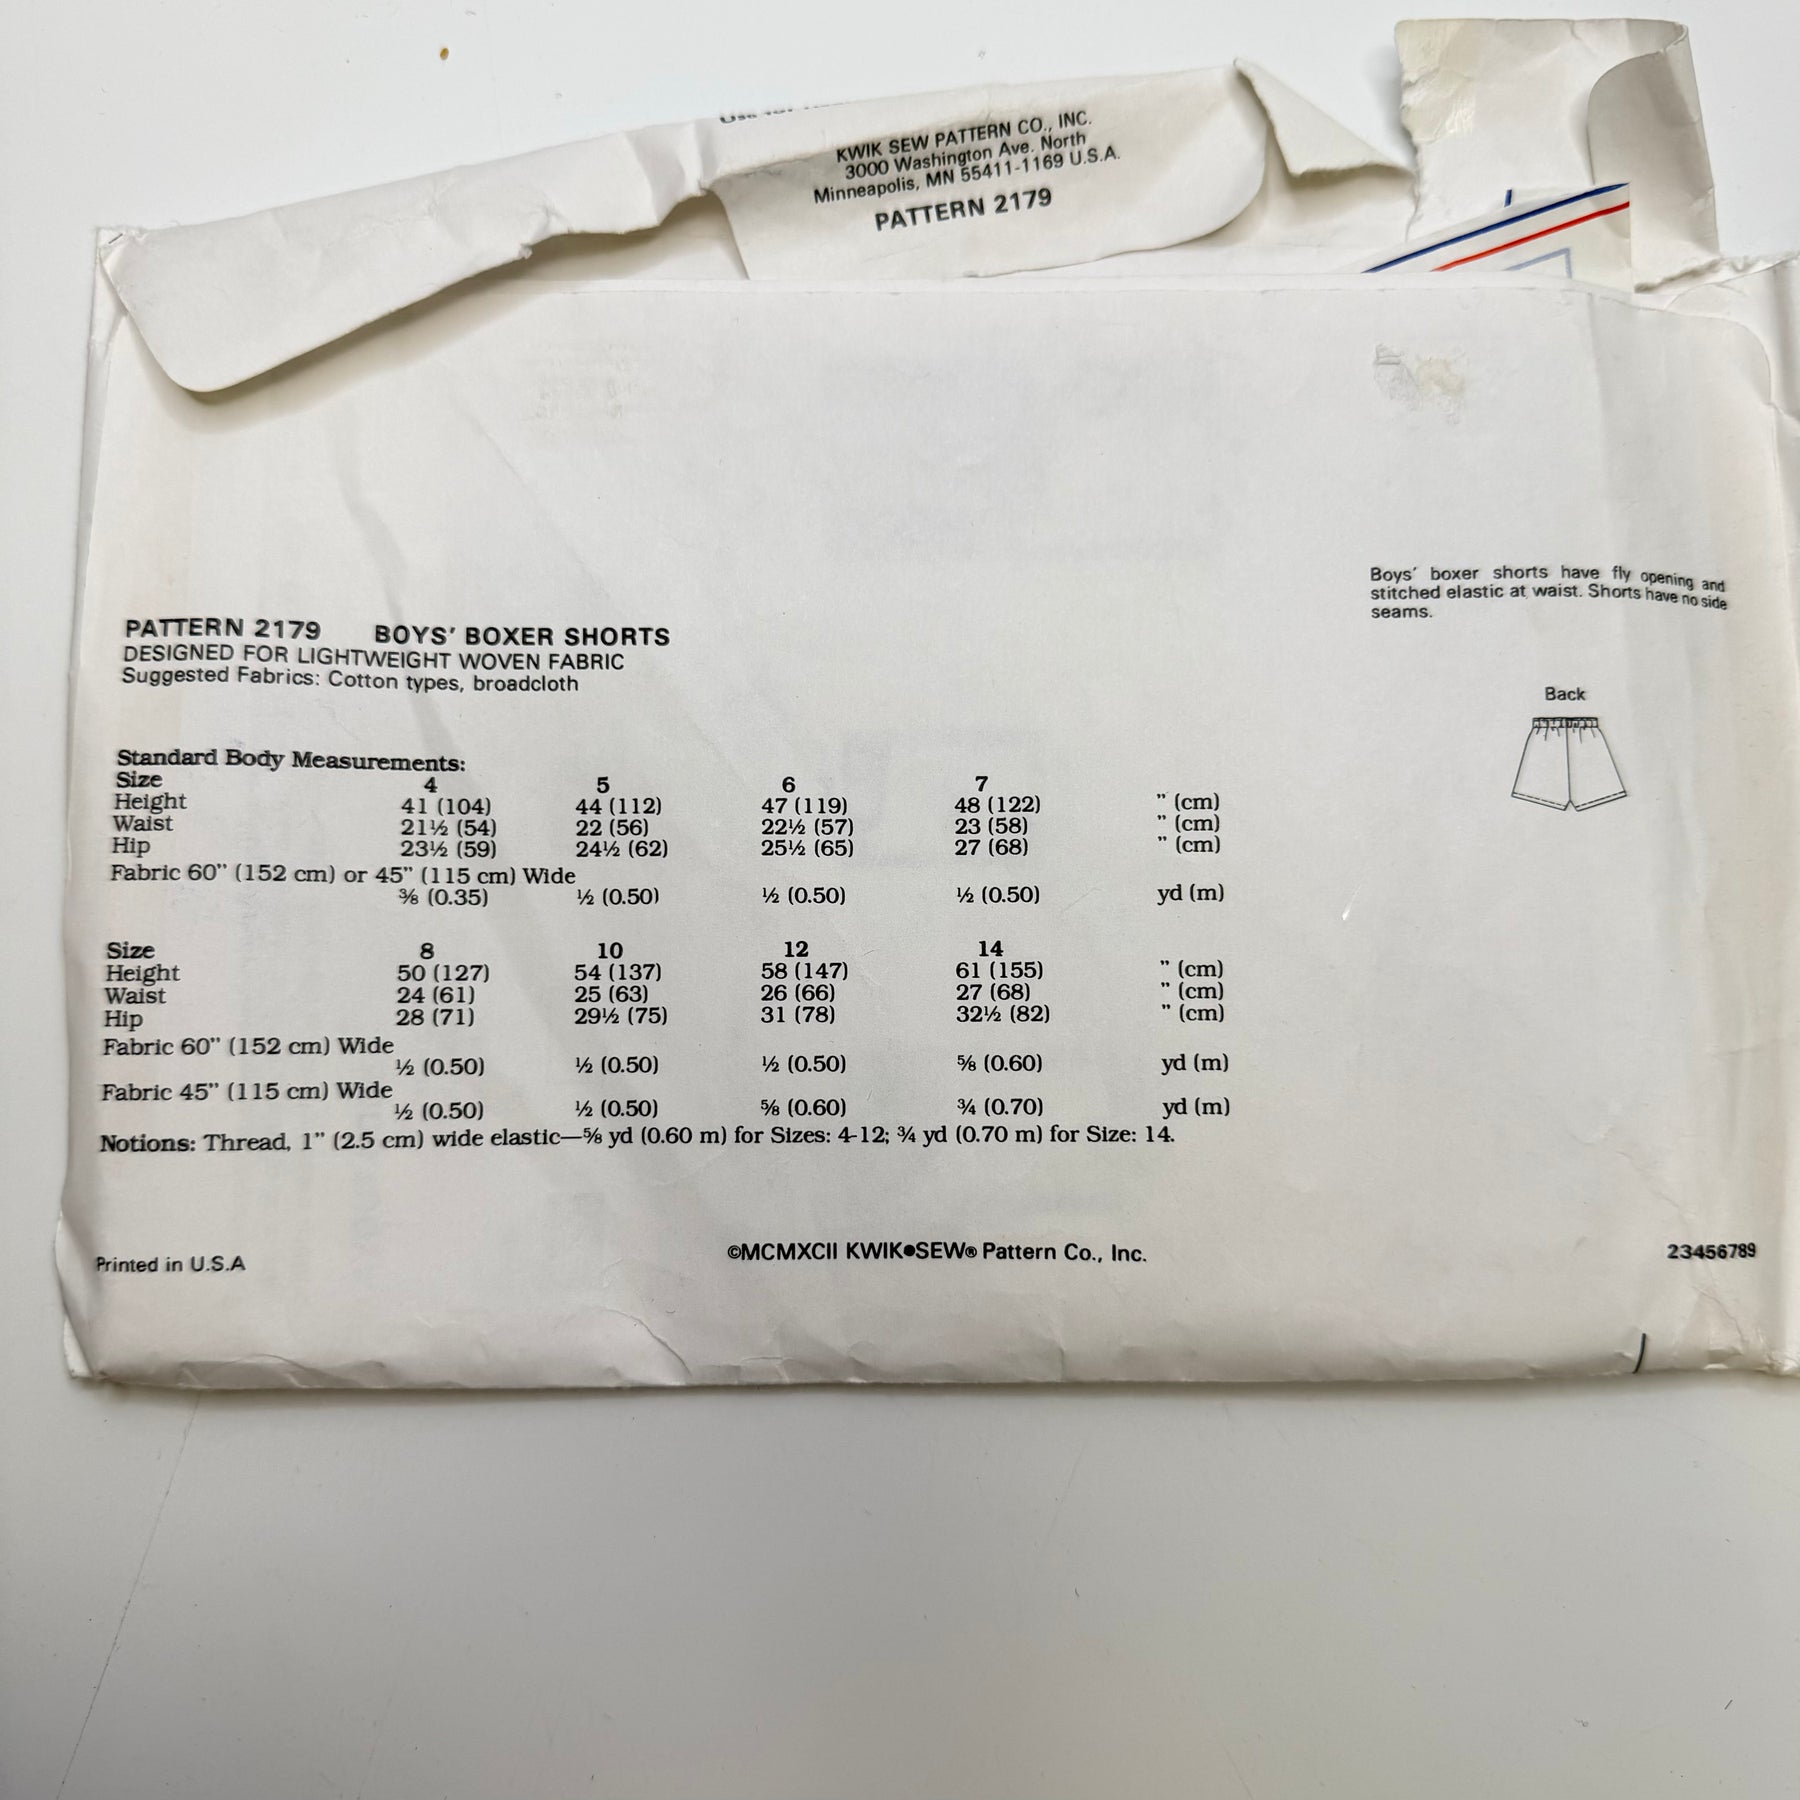 Use for
KWIK SEW PATTERN CO., INC.
3000 Washington Ave. North
Minneapolis, MN 55411-1169 U.S.A.
PATTERN 2179
Boys' boxer shorts have fly opening and
stitched elastic at waist. Shorts have no side
seams.
Back
PATTERN 2179 BOYS' BOXER SHORTS
DESIGNED FOR LIGHTWEIGHT WOVEN FABRIC
Suggested Fabrics: Cotton types, broadcloth
Standard Body Measurements:
Size 4 5 6 7
Height 41 (104) 44 (112) 47 (119) 48 (122) " (cm)
Waist 21½ (54) 22 (56) 22½ (57) 23 (58) " (cm)
Hip 23½ (59) 24½ (62) 25½ (65) 27 (68) " (cm)
Fabric 60" (152 cm) or 45" (115 cm) Wide
⅜ (0.35) ½ (0.50) ½ (0.50) ½ (0.50) yd (m)
Size 8 10 12 14
Height 50 (127) 54 (137) 58 (147) 61 (155) " (cm)
Waist 24 (61) 25 (63) 26 (66) 27 (68) " (cm)
Hip 28 (71) 29½ (75) 31 (78) 32½ (82) " (cm)
Fabric 60" (152 cm) Wide
½ (0.50) ½ (0.50) ½ (0.50) ⅝ (0.60) yd (m)
Fabric 45" (115 cm) Wide
½ (0.50) ½ (0.50) ⅝ (0.60) ¾ (0.70) yd (m)
Notions: Thread, 1" (2.5 cm) wide elastic—⅝ yd (0.60 m) for Sizes: 4-12; ¾ yd (0.70 m) for Size: 14.
Printed in U.S.A
©MCMXCII KWIK•SEW® Pattern Co., Inc.
23456789